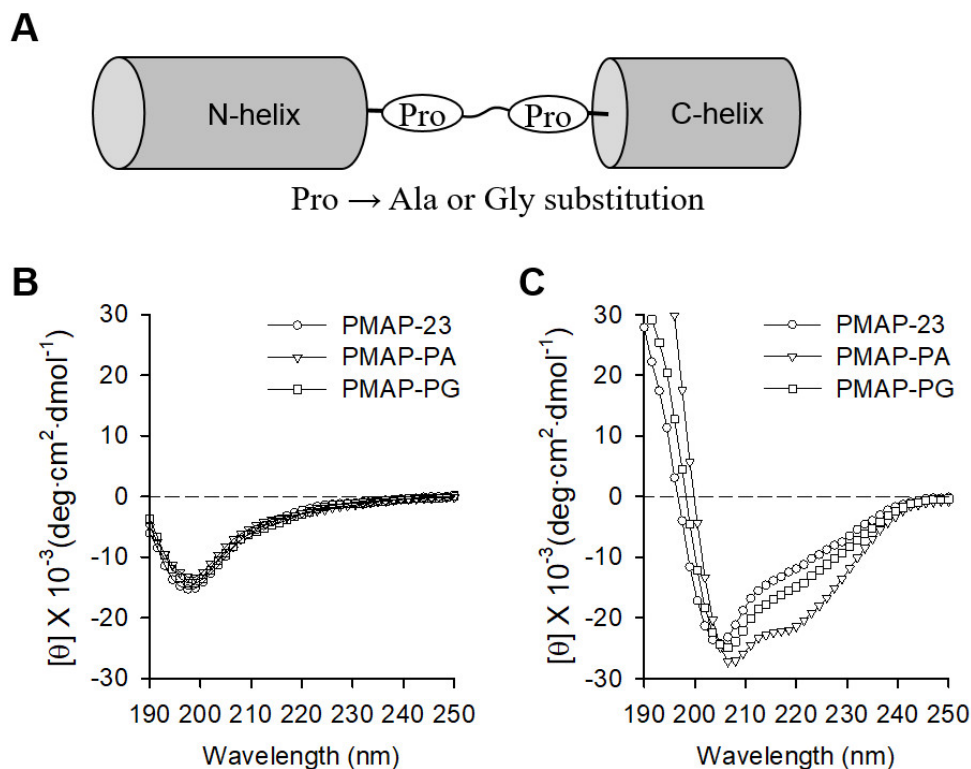 A
N-helix
Pro
Pro
C-helix
Pro → Ala or Gly substitution
B
[θ] X 10⁻³(deg·cm²·dmol⁻¹)
30
20
10
0
-10
-20
-30
PMAP-23
PMAP-PA
PMAP-PG
190 200 210 220 230 240 250
Wavelength (nm)
C
[θ] X 10⁻³(deg·cm²·dmol⁻¹)
30
20
10
0
-10
-20
-30
PMAP-23
PMAP-PA
PMAP-PG
190 200 210 220 230 240 250
Wavelength (nm)